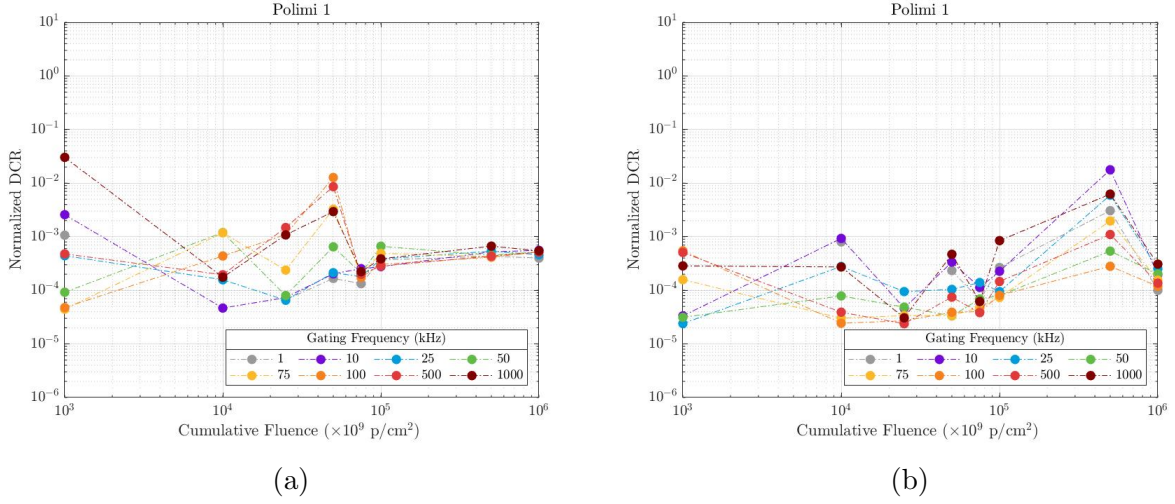 Polimi 1
10^1
10^0
10^-1
10^-2
10^-3
10^-4
10^-5
10^-6
Normalized DCR
Gating Frequency (kHz)
1 10 25 50
75 100 500 1000
10^3 10^4 10^5 10^6
Cumulative Fluence (×10^9 p/cm^2)
(a)
Polimi 1
10^1
10^0
10^-1
10^-2
10^-3
10^-4
10^-5
10^-6
Normalized DCR
Gating Frequency (kHz)
1 10 25 50
75 100 500 1000
10^3 10^4 10^5 10^6
Cumulative Fluence (×10^9 p/cm^2)
(b)